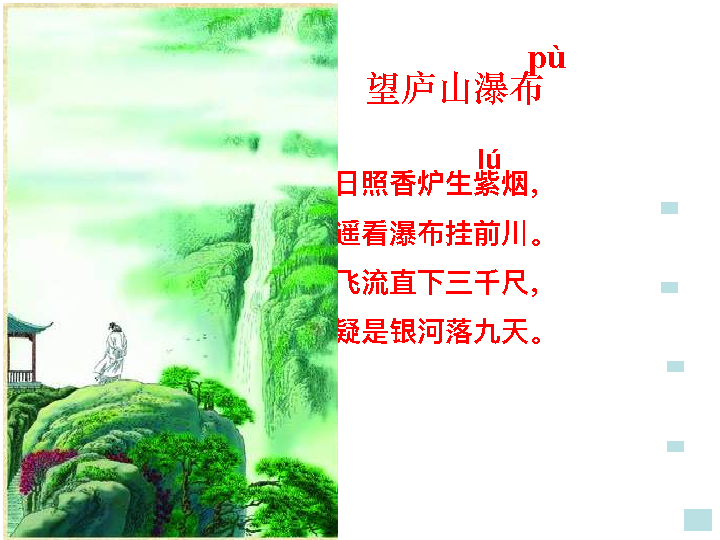 pù
望庐山瀑布
lú
日照香炉生紫烟，
遥看瀑布挂前川。
飞流直下三千尺，
疑是银河落九天。